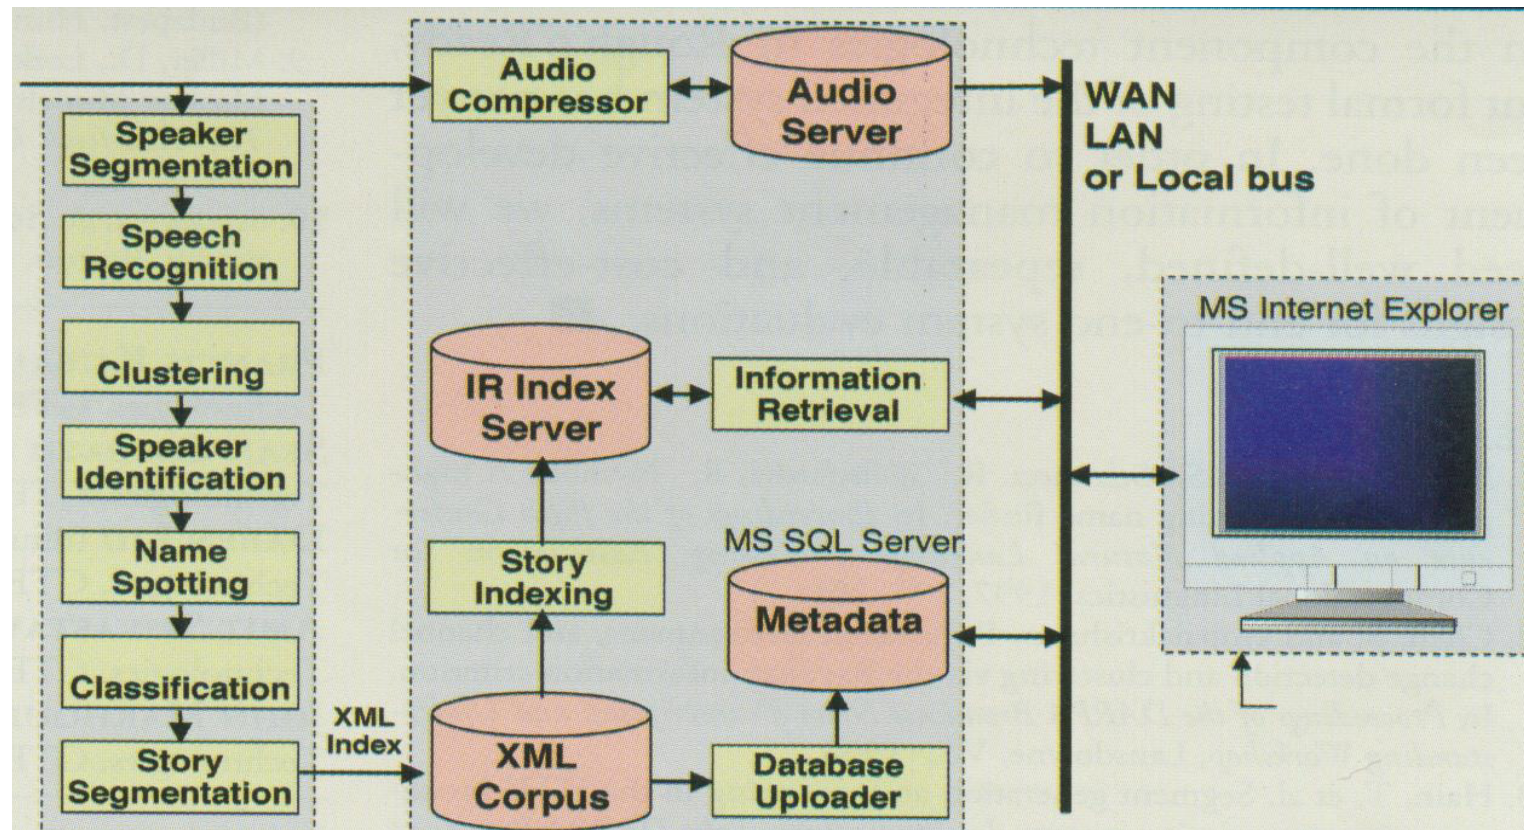 Audio
Compressor
Audio
Server
WAN
LAN
or Local bus
Speaker
Segmentation
Speech
Recognition
Clustering
Speaker
Identification
Name
Spotting
Classification
Story
Segmentation
XML
Index
IR Index
Server
Information
Retrieval
Story
Indexing
MS SQL Server
Metadata
XML
Corpus
Database
Uploader
MS Internet Explorer